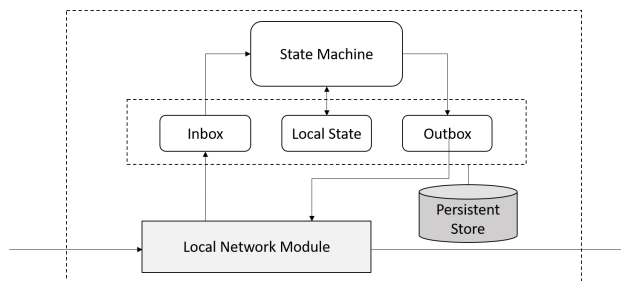 State Machine
Inbox
Local State
Outbox
Persistent
Store
Local Network Module